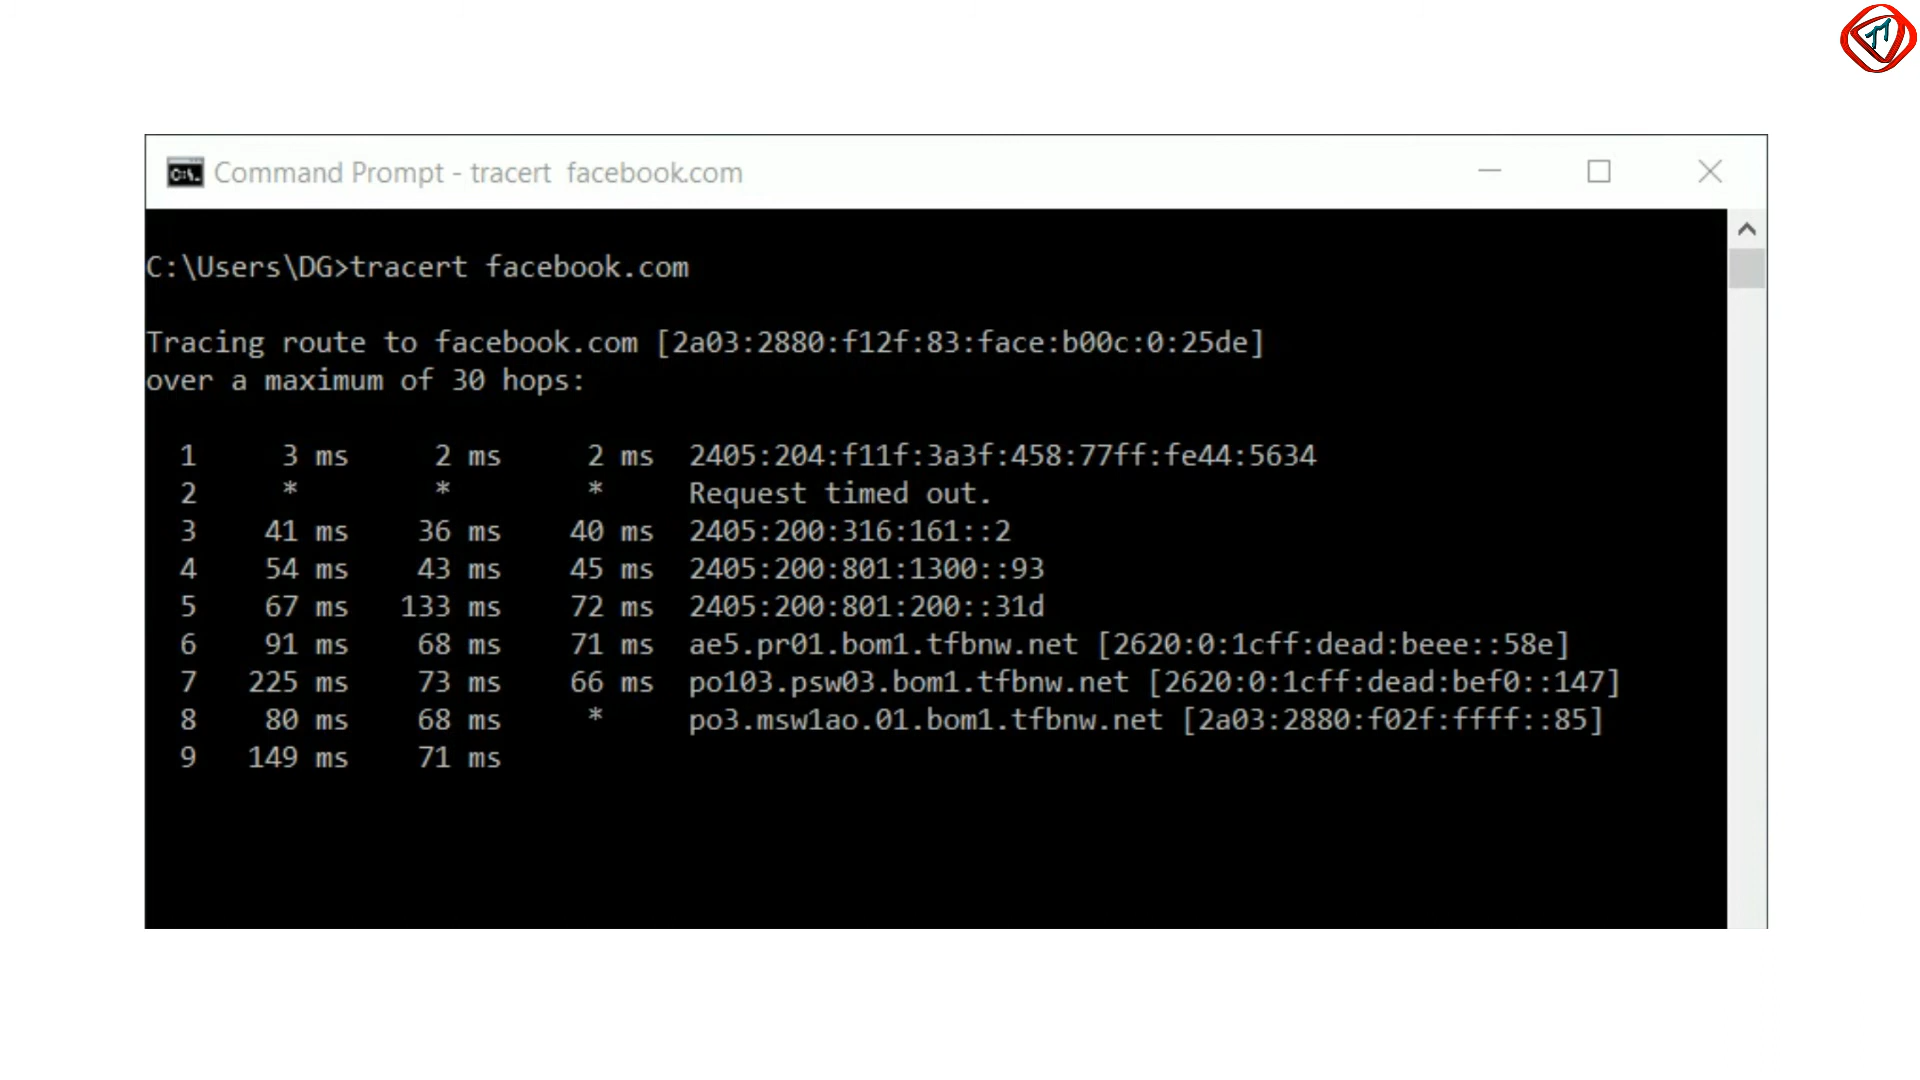 Command Prompt - tracert facebook.com
C:\Users\DG>tracert facebook.com
Tracing route to facebook.com [2a03:2880:f12f:83:face:b00c:0:25de]
over a maximum of 30 hops:
1 3 ms 2 ms 2 ms 2405:204:f11f:3a3f:458:77ff:fe44:5634
2 * * * Request timed out.
3 41 ms 36 ms 40 ms 2405:200:316:161::2
4 54 ms 43 ms 45 ms 2405:200:801:1300::93
5 67 ms 133 ms 72 ms 2405:200:801:200::31d
6 91 ms 68 ms 71 ms ae5.pr01.bom1.tfbnw.net [2620:0:1cff:dead:beee::58e]
7 225 ms 73 ms 66 ms po103.psw03.bom1.tfbnw.net [2620:0:1cff:dead:bef0::147]
8 80 ms 68 ms * po3.msw1ao.01.bom1.tfbnw.net [2a03:2880:f02f:ffff::85]
9 149 ms 71 ms